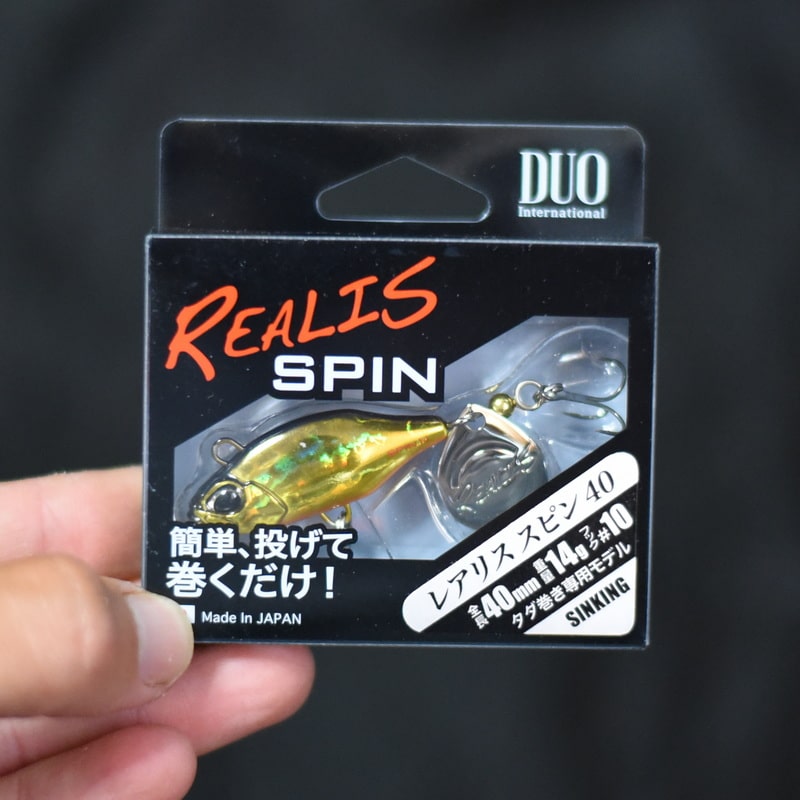 DUO
International
REALIS
SPIN
REALIS
簡単、投げて
巻くだけ!
Made In JAPAN
レアリス スピン 40
全長40mm 重量14g フック#10
タダ巻き専用モデル
SINKING